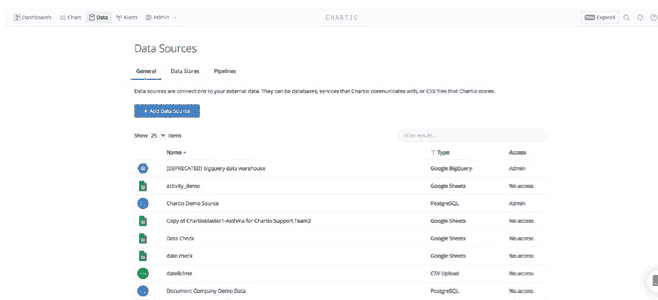 Dashboards Chart Data Alerts Admin CHARTIO Expand
Data Sources
General Data Stores Pipelines
Data sources are connections to your external data. They can be databases, services that Chartio communicates with, or CSV files that Chartio stores.
+ Add Data Source
Show 25 items Filter results...
Name Type Access
[DEPRECATED] bigquery data warehouse Google BigQuery Admin
activity_demo Google Sheets No access
Chartio Demo Source PostgreSQL Admin
Copy of ChartioMaster1-Asthma for Chartio Support Team2 Google Sheets No access
Data Check Google Sheets No access
date check Google Sheets No access
date&time CSV Upload No access
Document Company Demo Data PostgreSQL No access